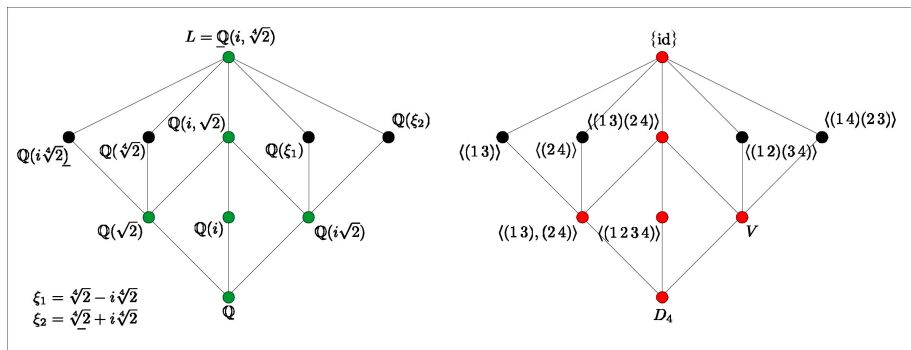 L = ℚ(i, ∜2)
ℚ(i∜2)
ℚ(∜2)
ℚ(i, √2)
ℚ(ξ₁)
ℚ(ξ₂)
ℚ(√2)
ℚ(i)
ℚ(i√2)
ℚ
ξ₁ = ∜2 − i∜2
ξ₂ = ∜2 + i∜2
{id}
⟨(1 3)⟩
⟨(2 4)⟩
⟨(1 3)(2 4)⟩
⟨(1 2)(3 4)⟩
⟨(1 4)(2 3)⟩
⟨(1 3), (2 4)⟩
⟨(1 2 3 4)⟩
V
D₄